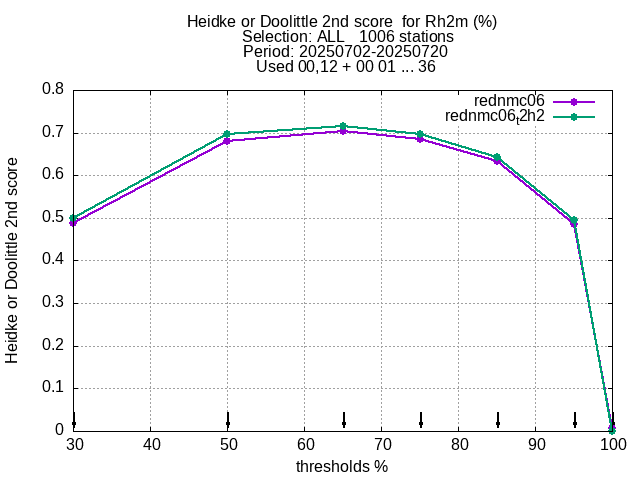 Heidke or Doolittle 2nd score  for Rh2m (%)
Selection: ALL   1006 stations
Period: 20250702-20250720
Used 00,12 + 00 01 ... 36
rednmc06
rednmc06t2h2
Heidke or Doolittle 2nd score
0.8
0.7
0.6
0.5
0.4
0.3
0.2
0.1
0
30 40 50 60 70 80 90 100
thresholds %